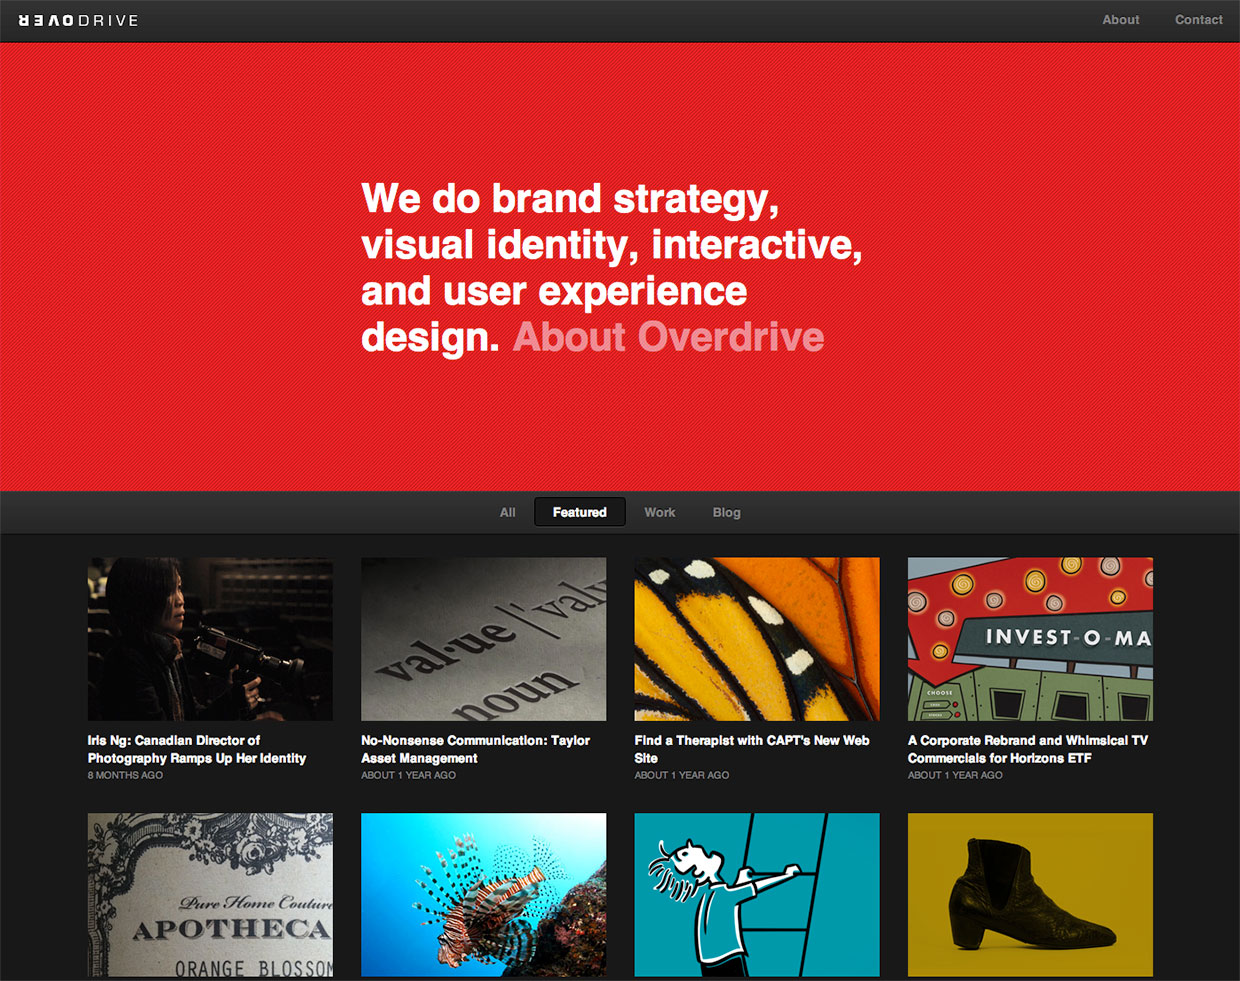 OVERDRIVE
About
Contact
We do brand strategy,
visual identity, interactive,
and user experience
design. About Overdrive
All
Featured
Work
Blog
val·ue |'valu
noun
INVEST-O-MA
CHOOSE
Iris Ng: Canadian Director of
Photography Ramps Up Her Identity
8 MONTHS AGO
No-Nonsense Communication: Taylor
Asset Management
ABOUT 1 YEAR AGO
Find a Therapist with CAPT's New Web
Site
ABOUT 1 YEAR AGO
A Corporate Rebrand and Whimsical TV
Commercials for Horizons ETF
ABOUT 1 YEAR AGO
Pure Home Couture
APOTHECA
ORANGE BLOSSOM